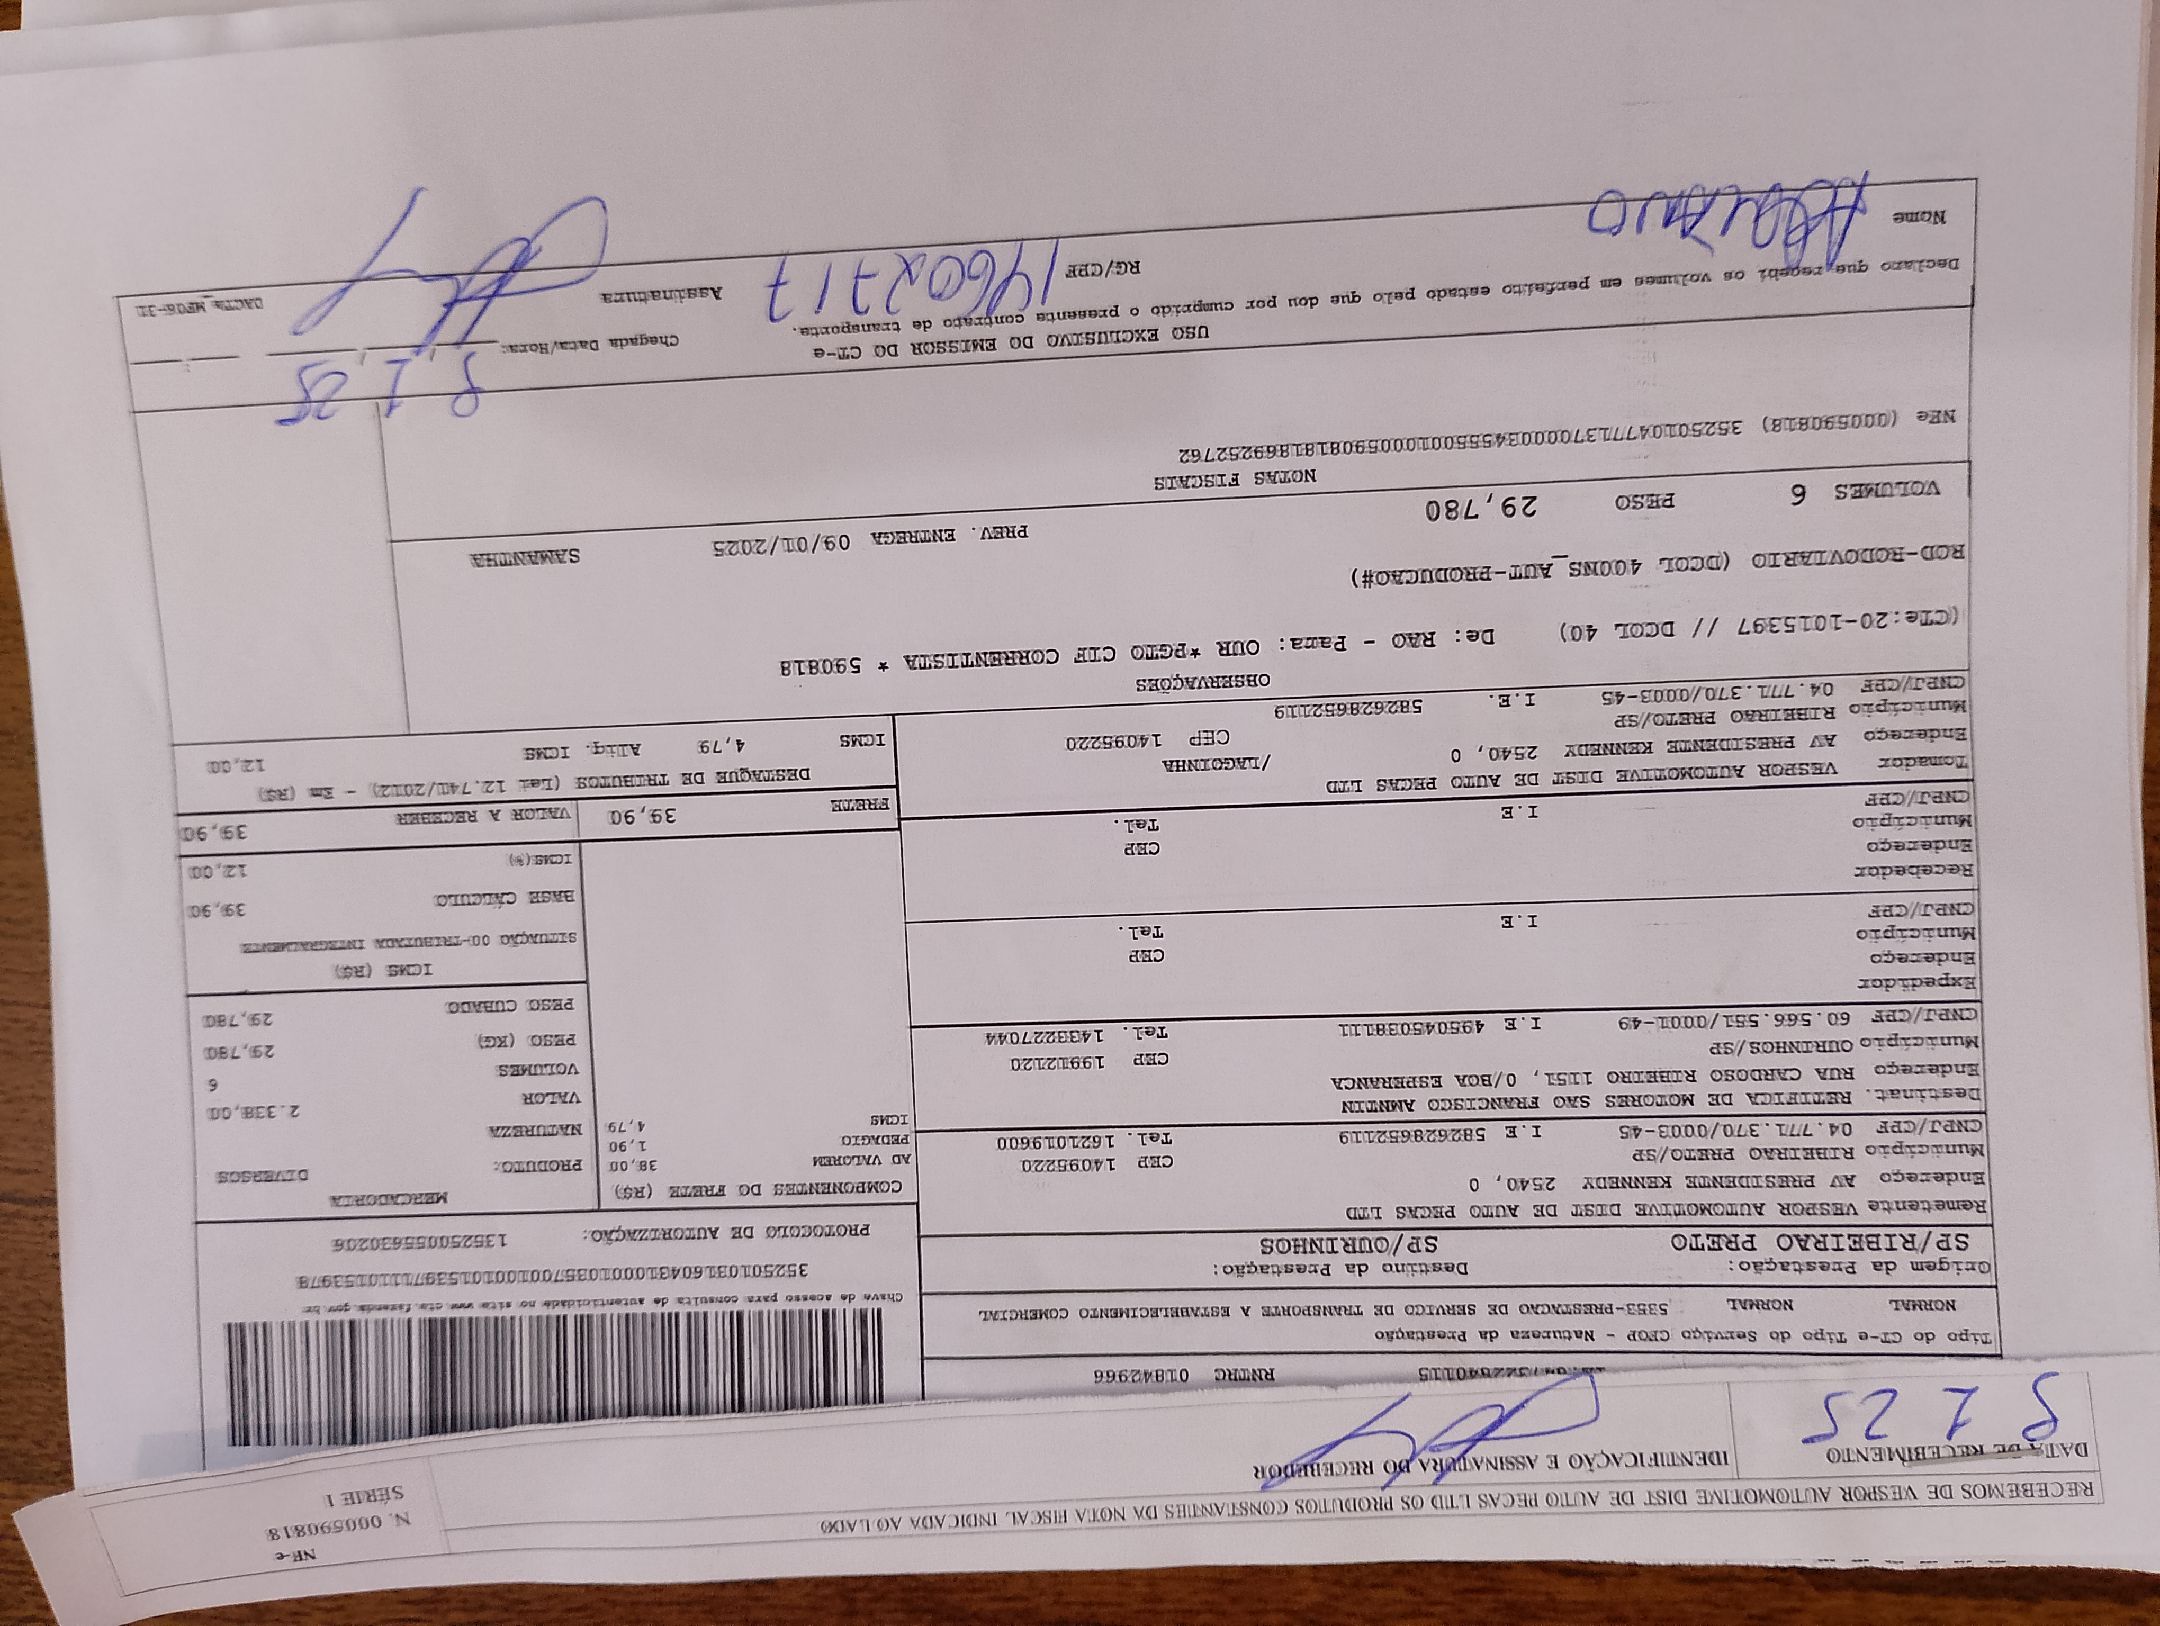 RECEBEMOS DE VESPOR AUTOMOTIVE DIST DE AUTO PECAS LTD OS PRODUTOS CONSTANTES DA NOTA FISCAL INDICADA AO LADO
NF-e
N. 000590818
SÉRIE 1
DATA DE RECEBIMENTO
8 1 25
IDENTIFICAÇÃO E ASSINATURA DO RECEBEDOR
RNTRC 01842966
Tipo do CT-e Tipo do Serviço CFOP - Natureza da Prestação
NORMAL NORMAL 5353-PRESTACAO DE SERVICO DE TRANSPORTE A ESTABELECIMENTO COMERCIAL
Chave de acesso para consulta de autenticidade no site www.cte.fazenda.gov.br
PROTOCOLO DE AUTORIZAÇÃO: 135250055630206
Origem da Prestação: Destino da Prestação:
SP/RIBEIRAO PRETO SP/OURINHOS
Remetente VESPOR AUTOMOTIVE DIST DE AUTO PECAS LTD
Endereço AV PRESIDENTE KENNEDY 2540, 0
Município RIBEIRAO PRETO/SP CEP 14095220
CNPJ/CPF 04.771.370/0003-45 I.E 582628652119 Tel. 1621019600
Destinat. RETIFICA DE MOTORES SAO FRANCISCO AMNTIN
Endereço RUA CARDOSO RIBEIRO 1151, 0/BOA ESPERANCA
Município OURINHOS/SP CEP 19912120
CNPJ/CPF 60.566.551/0001-49 I.E 495045038111 Tel. 1433227044
Expedidor
Endereço
Município CEP
CNPJ/CPF I.E Tel.
Recebedor
Endereço
Município CEP
CNPJ/CPF I.E Tel.
Tomador VESPOR AUTOMOTIVE DIST DE AUTO PECAS LTD
Endereço AV PRESIDENTE KENNEDY 2540, 0 /LAGOINHA
Município RIBEIRAO PRETO/SP CEP 14095220
CNPJ/CPF 04.771.370/0003-45 I.E. 582628652119
COMPONENTES DO FRETE (R$)
AD VALOREM 38,00
PEDAGIO 1,90
ICMS 4,79
MERCADORIA
PRODUTO: DIVERSOS
NATUREZA
VALOR 2.338,00
VOLUMES 6
PESO (KG) 29,780
PESO CUBADO 29,780
ICMS (R$)
SITUAÇÃO 00-TRIBUTADA INTEGRALMENTE
BASE CÁLCULO 39,90
ICMS(%) 12,00
FRETE 39,90 VALOR A RECEBER 39,90
DESTAQUE DE TRIBUTOS (Lei 12.741/2012) - Em (R$)
ICMS 4,79 Aliq. ICMS 12,00
OBSERVAÇÕES
(CTe:20-1015397 // DCOL 40) De: RAO - Para: OUR *PGTO CIF CORRENTISTA * 590818
ROD-RODOVIARIO (DCOL 400NS_AUT-PRODUCAO#)
PREV. ENTREGA 09/01/2025 SAMANTHA
VOLUMES 6 PESO 29,780
NOTAS FISCAIS
NFe (000590818) 35250104771370000345550010005908181869252762
USO EXCLUSIVO DO EMISSOR DO CT-e
Declaro que recebi os volumes em perfeito estado pelo que dou por cumprido o presente contrato de transporte.
Chegada Data/Hora: 8 1 25
Nome
RG/CPF 14602717
Assinatura
DACTe_MP06-31